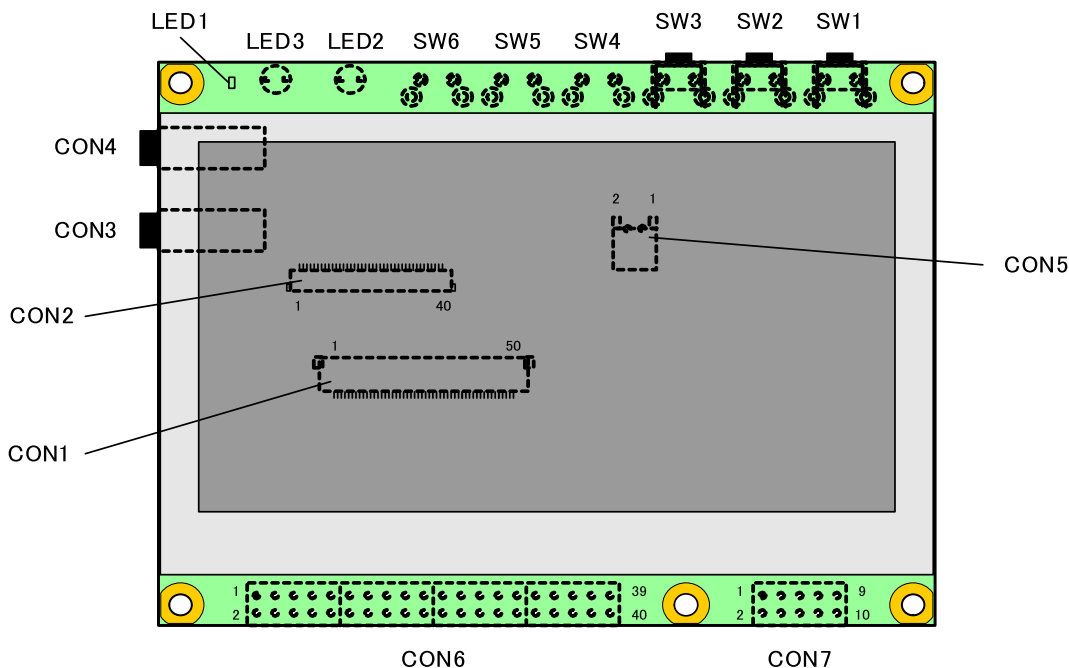 LED1
LED3
LED2
SW6
SW5
SW4
SW3
SW2
SW1
CON4
CON3
2 1
CON5
CON2
1 40
1 50
CON1
1 39 1 9
2 40 2 10
CON6
CON7